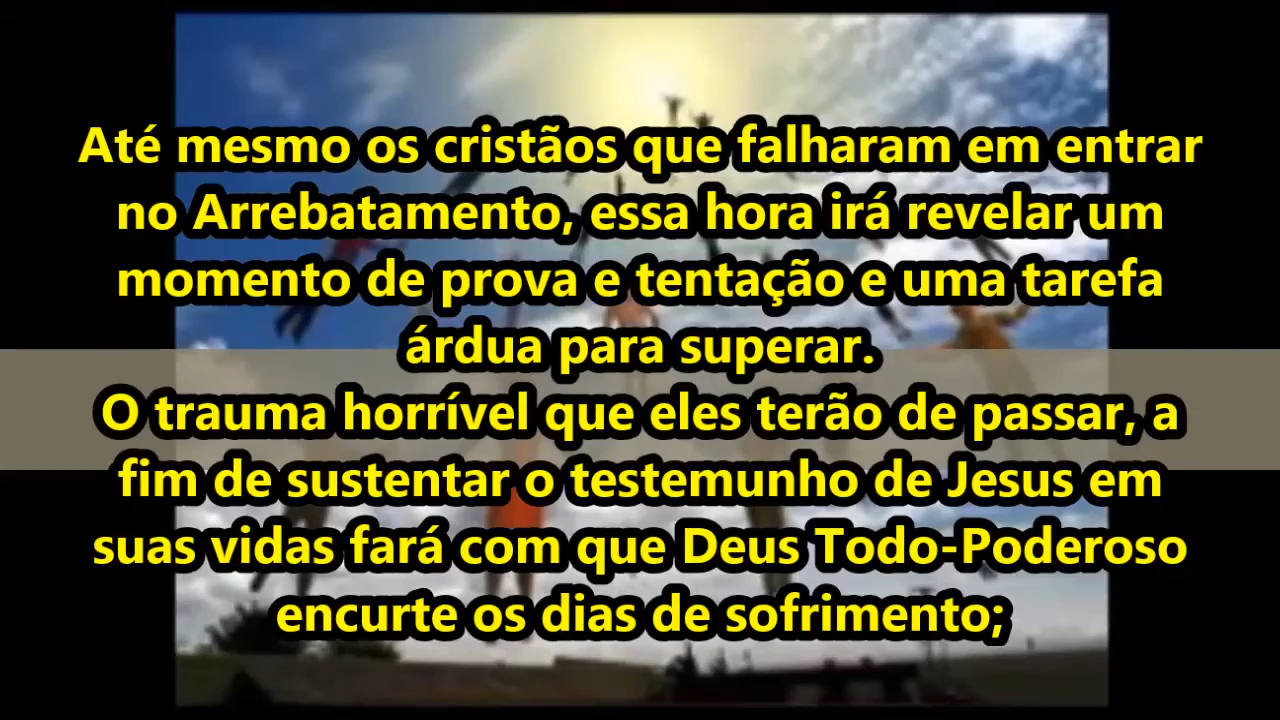 Até mesmo os cristãos que falharam em entrar
no Arrebatamento, essa hora irá revelar um
momento de prova e tentação e uma tarefa
árdua para superar.
O trauma horrível que eles terão de passar, a
fim de sustentar o testemunho de Jesus em
suas vidas fará com que Deus Todo-Poderoso
encurte os dias de sofrimento;